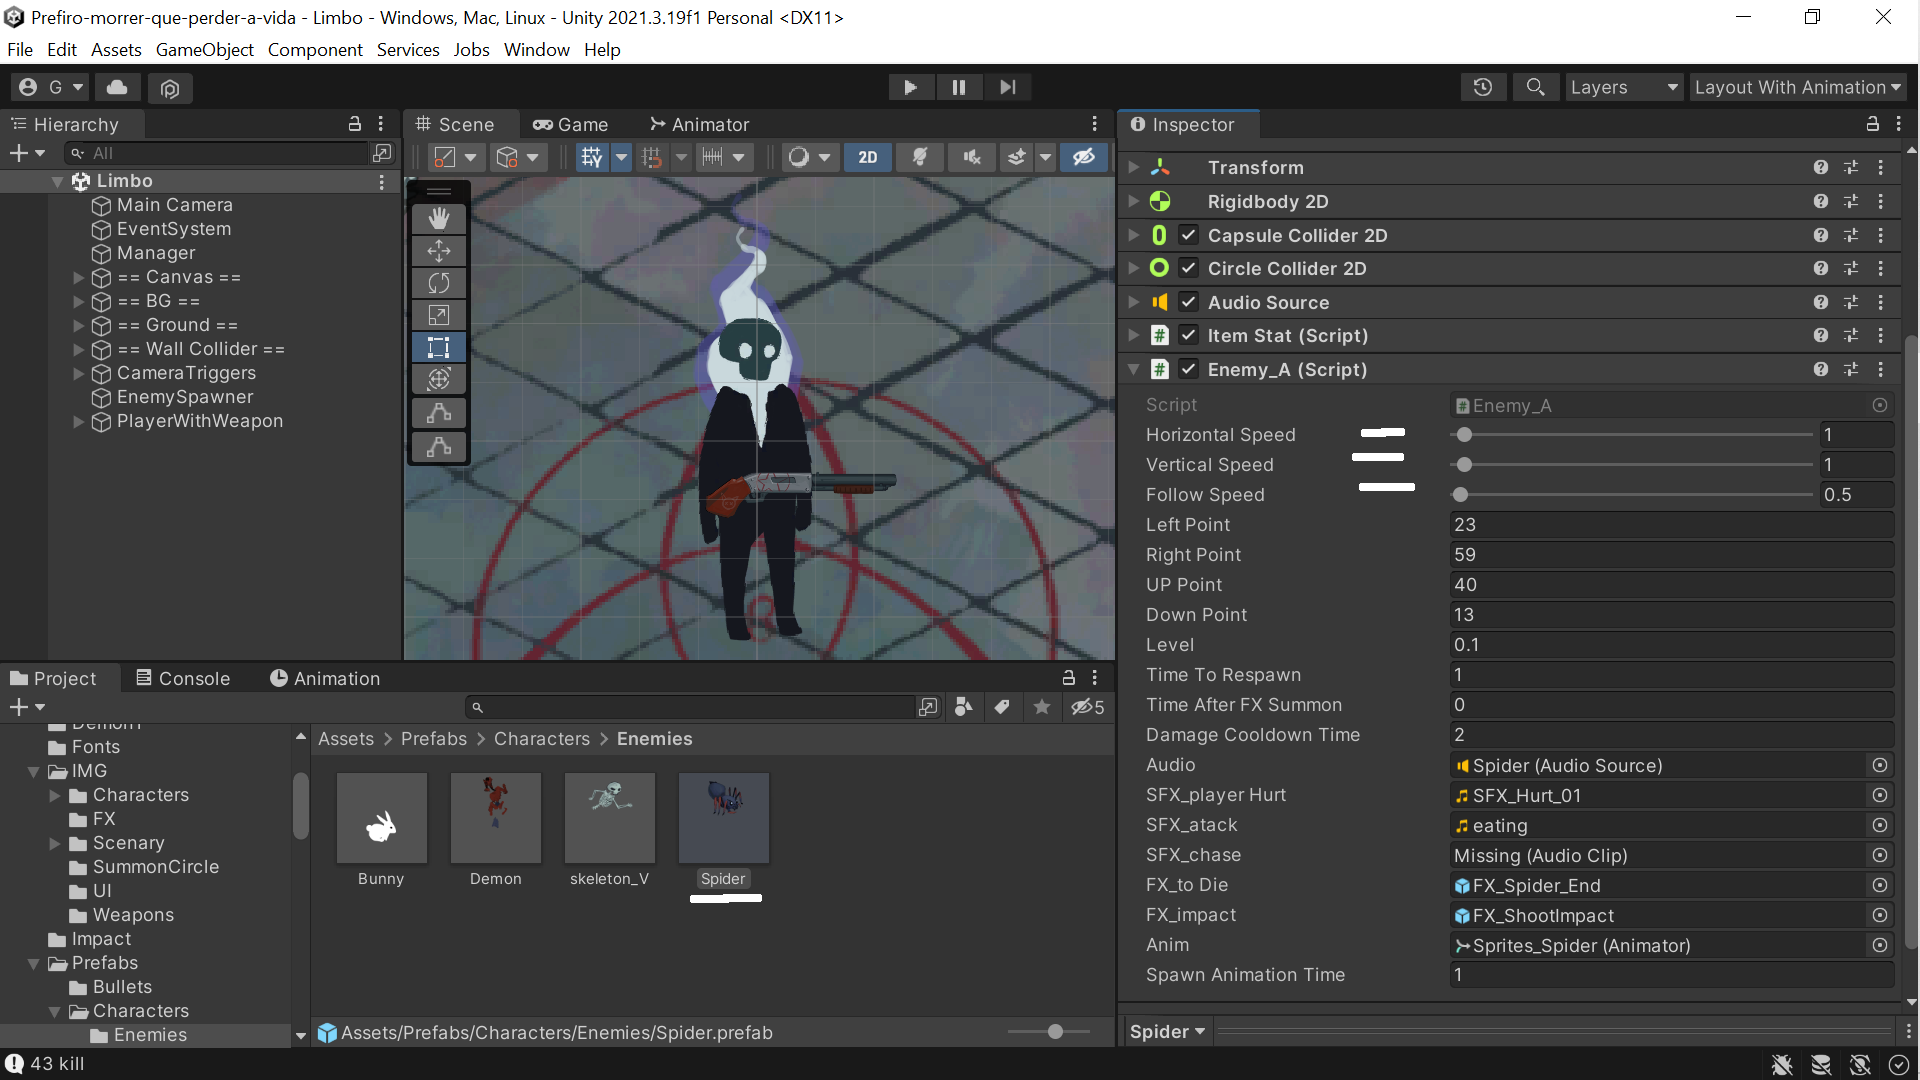 Prefiro-morrer-que-perder-a-vida - Limbo - Windows, Mac, Linux - Unity 2021.3.19f1 Personal <DX11>
File Edit Assets GameObject Component Services Jobs Window Help
G
Layers
Layout With Animation
Hierarchy
All
Limbo
Main Camera
EventSystem
Manager
== Canvas ==
== BG ==
== Ground ==
== Wall Collider ==
CameraTriggers
EnemySpawner
PlayerWithWeapon
Scene
Game
Animator
2D
Inspector
Transform
Rigidbody 2D
Capsule Collider 2D
Circle Collider 2D
Audio Source
Item Stat (Script)
Enemy_A (Script)
Script Enemy_A
Horizontal Speed 1
Vertical Speed 1
Follow Speed 0.5
Left Point 23
Right Point 59
UP Point 40
Down Point 13
Level 0.1
Time To Respawn 1
Time After FX Summon 0
Damage Cooldown Time 2
Audio Spider (Audio Source)
SFX_player Hurt SFX_Hurt_01
SFX_atack eating
SFX_chase Missing (Audio Clip)
FX_to Die FX_Spider_End
FX_impact FX_ShootImpact
Anim Sprites_Spider (Animator)
Spawn Animation Time 1
Spider
Project
Console
Animation
5
Fonts
IMG
Characters
FX
Scenary
SummonCircle
UI
Weapons
Impact
Prefabs
Bullets
Characters
Enemies
Assets > Prefabs > Characters > Enemies
Bunny
Demon
skeleton_V
Spider
Assets/Prefabs/Characters/Enemies/Spider.prefab
43 kill